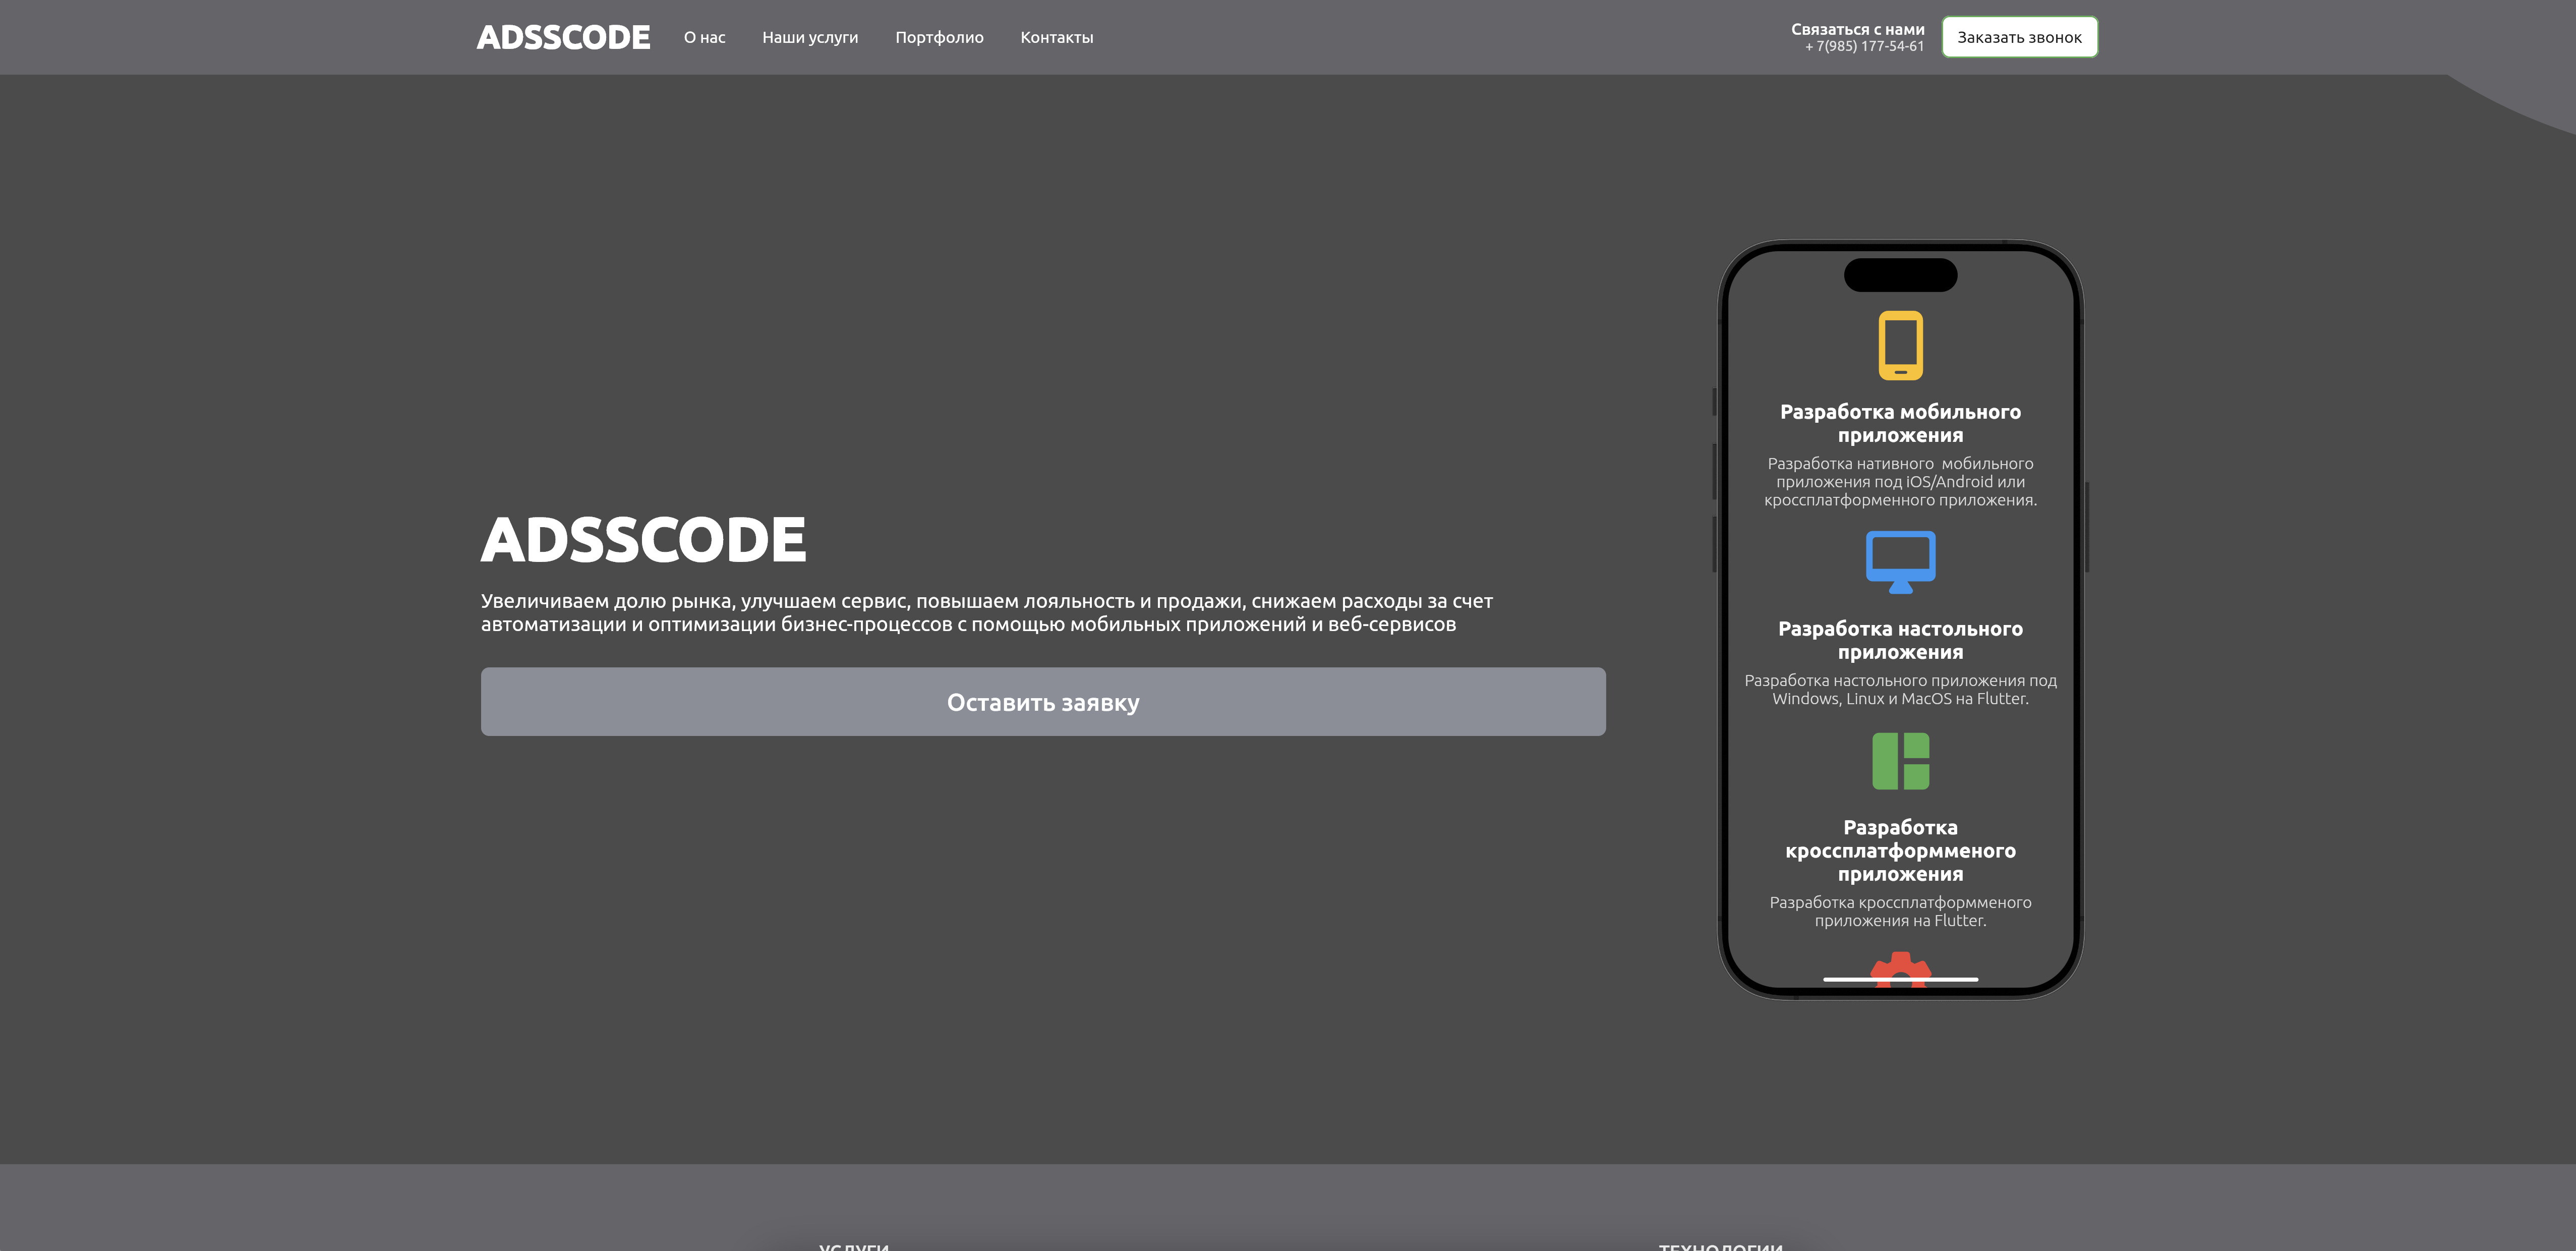 ADSSCODE
О нас
Наши услуги
Портфолио
Контакты
Связаться с нами
+ 7(985) 177-54-61
Заказать звонок
ADSSCODE
Увеличиваем долю рынка, улучшаем сервис, повышаем лояльность и продажи, снижаем расходы за счет
автоматизации и оптимизации бизнес-процессов с помощью мобильных приложений и веб-сервисов
Оставить заявку
Разработка мобильного
приложения
Разработка нативного мобильного
приложения под iOS/Android или
кроссплатформенного приложения.
Разработка настольного
приложения
Разработка настольного приложения под
Windows, Linux и MacOS на Flutter.
Разработка
кроссплатформменого
приложения
Разработка кроссплатформменого
приложения на Flutter.
УСЛУГИ
ТЕХНОЛОГИИ